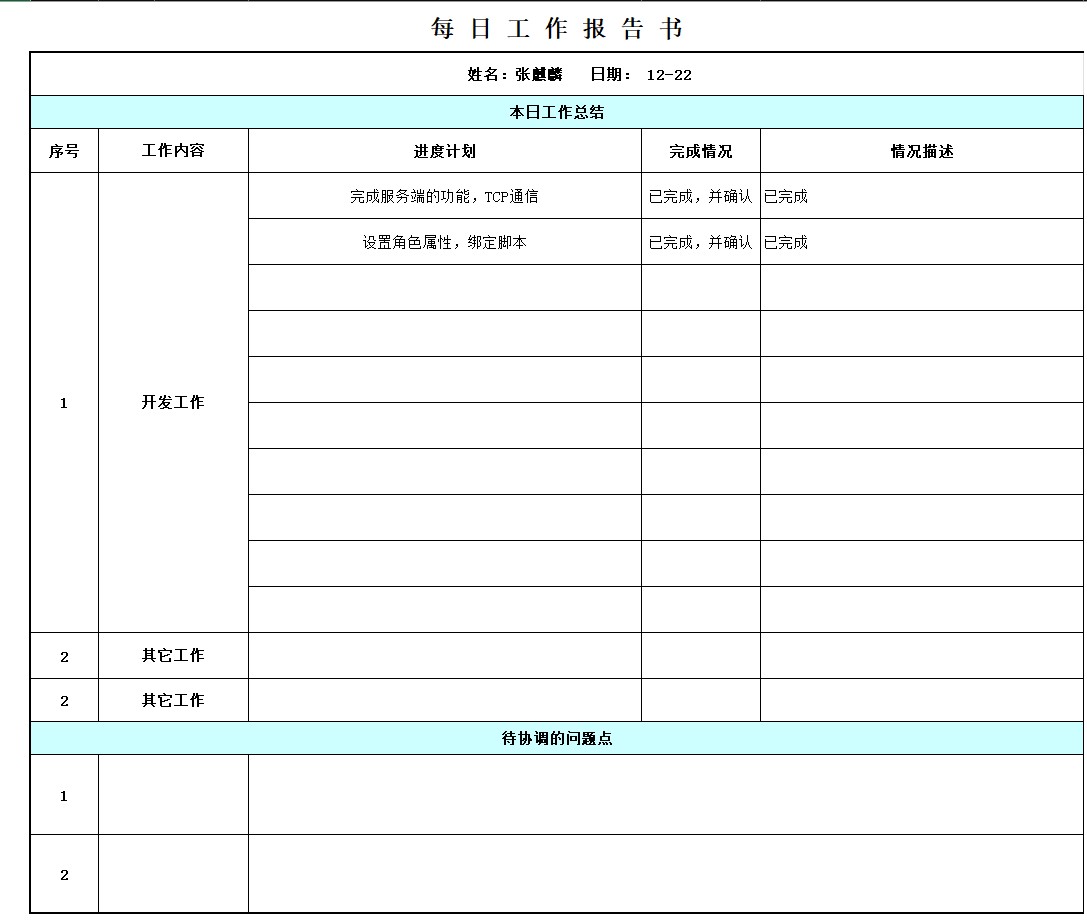 每日工作报告书
姓名：张麒麟 日期： 12-22
本日工作总结
序号 工作内容 进度计划 完成情况 情况描述
完成服务端的功能，TCP通信 已完成，并确认 已完成
设置角色属性，绑定脚本 已完成，并确认 已完成
1 开发工作
2 其它工作
2 其它工作
待协调的问题点
1
2